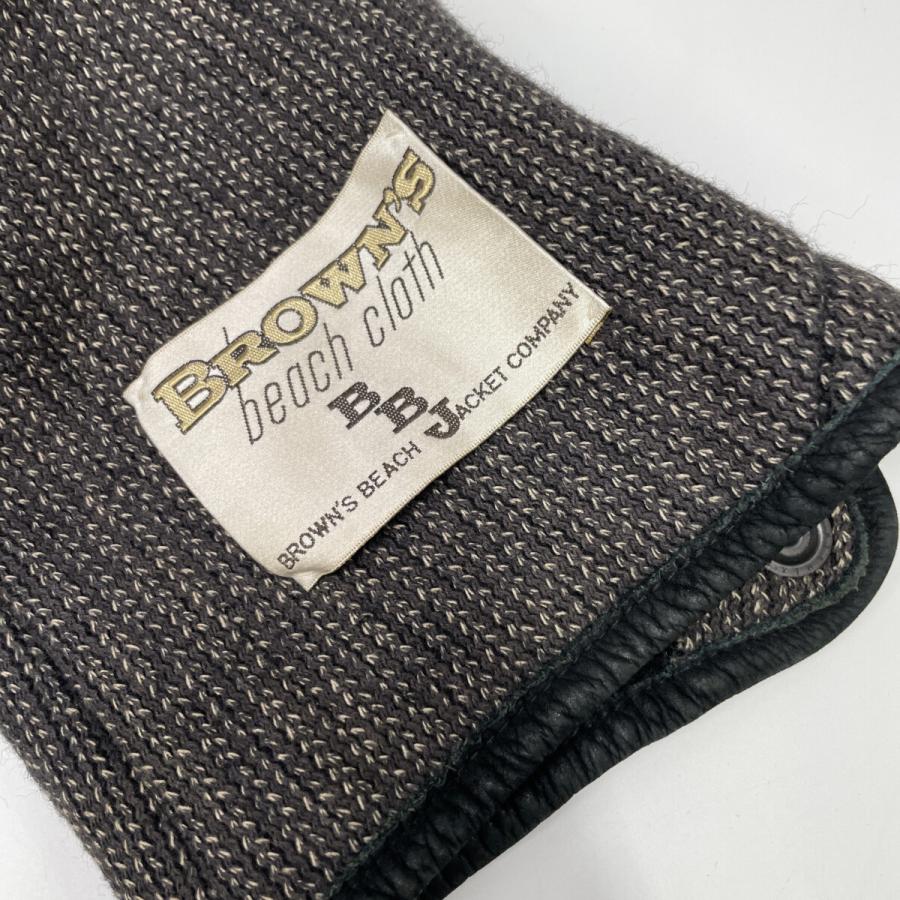 BROWN'S
beach cloth
BBJ
BROWN'S BEACH JACKET COMPANY